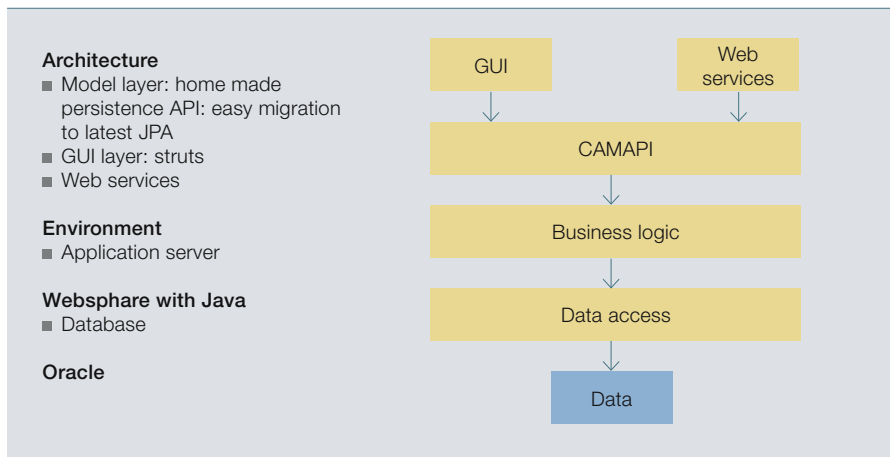 Architecture
■ Model layer: home made
persistence API: easy migration
to latest JPA
■ GUI layer: struts
■ Web services
Environment
■ Application server
Websphare with Java
■ Database
Oracle
GUI
Web
services
CAMAPI
Business logic
Data access
Data